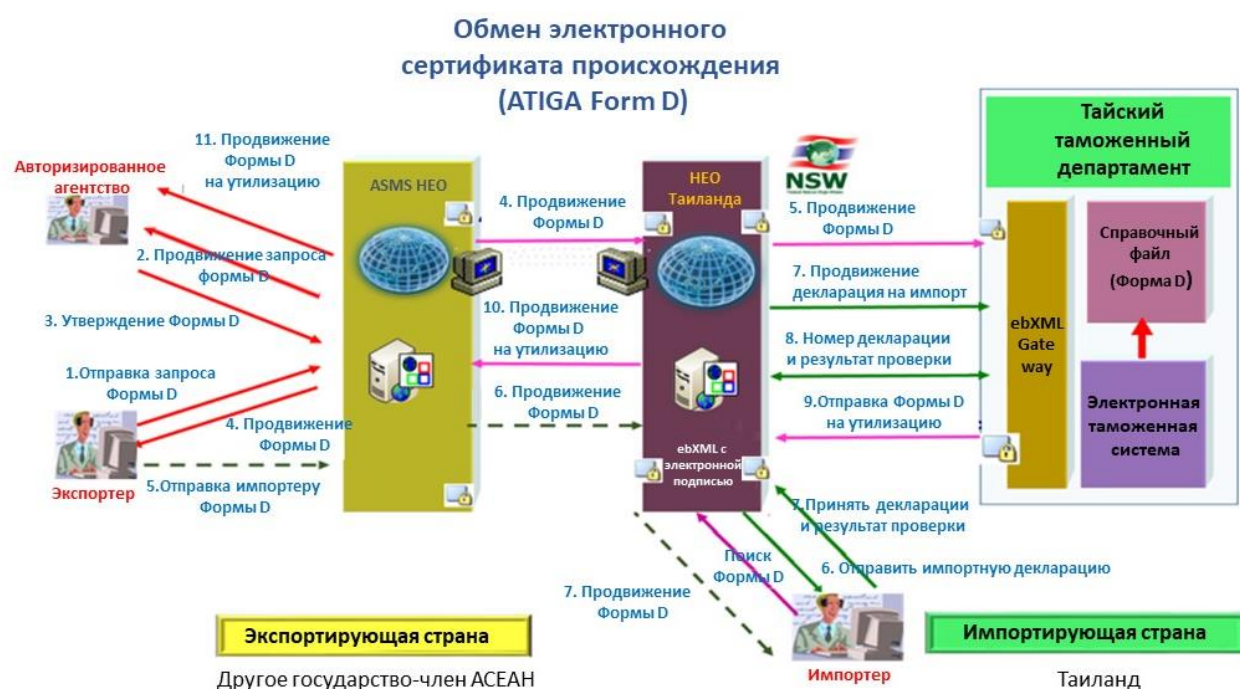 Обмен электронного
сертификата происхождения
(ATIGA Form D)
11. Продвижение
Формы D
на утилизацию
Авторизированное
агентство
2. Продвижение запроса
формы D
3. Утверждение Формы D
1.Отправка запроса
Формы D
4. Продвижение
Формы D
Экспортер
5.Отправка импортеру
Формы D
ASMS НЕО
4. Продвижение
Формы D
10. Продвижение
Формы D
на утилизацию
6. Продвижение
Формы D
НЕО
Таиланда
ebXML с
электронной
подписью
NSW
5. Продвижение
Формы D
7. Продвижение
декларация на импорт
8. Номер декларации
и результат проверки
9.Отправка Формы D
на утилизацию
Тайский
таможенный
департамент
ebXML
Gate
way
Справочный
файл
(Форма D)
Электронная
таможенная
система
7.Принять декларации
и результат проверки
Поиск
Формы D
6. Отправить импортную декларацию
7. Продвижение
Формы D
Импортер
Экспортирующая страна
Другое государство-член АСЕАН
Импортирующая страна
Таиланд